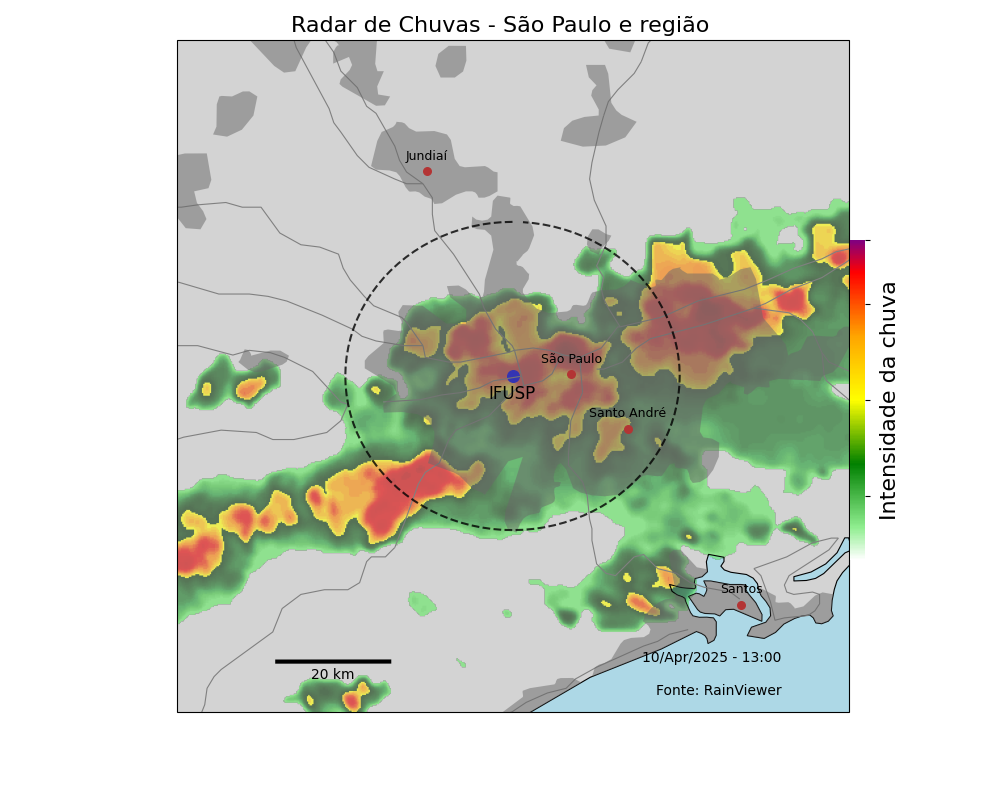 Radar de Chuvas - São Paulo e região
Jundiaí
São Paulo
IFUSP
Santo André
Intensidade da chuva
Santos
10/Apr/2025 - 13:00
20 km
Fonte: RainViewer